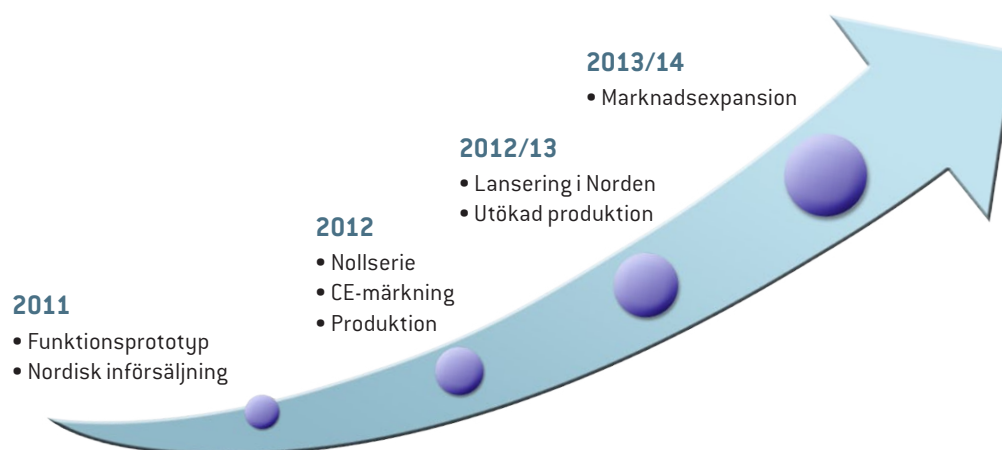 2011
• Funktionsprototyp
• Nordisk införsäljning
2012
• Nollserie
• CE-märkning
• Produktion
2012/13
• Lansering i Norden
• Utökad produktion
2013/14
• Marknadsexpansion